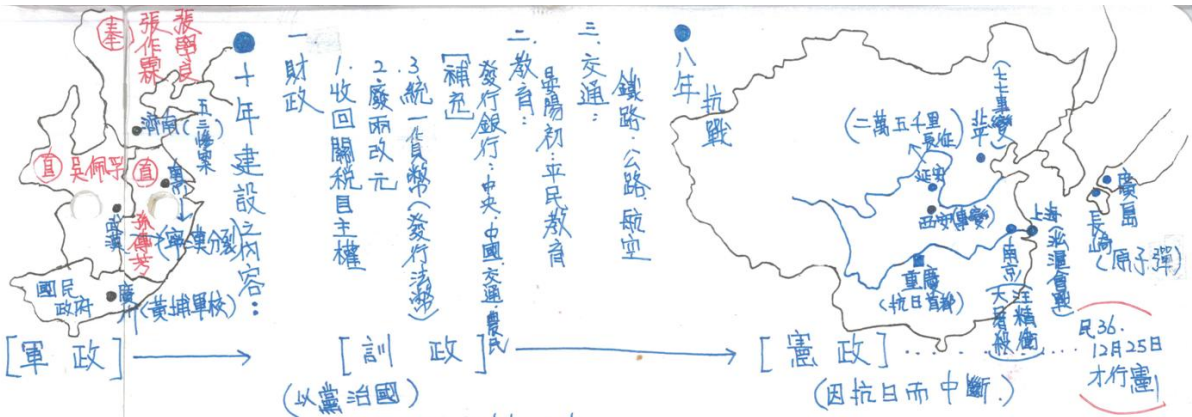 奉
張作霖
張學良
濟南(五三慘案)
直
吳佩孚
直
武漢
孫傳芳
(寧漢分裂)
國民政府
廣州(黃埔軍校)
十年建設之內容:
一.財政
1.收回關稅自主權
2.廢兩改元
3.統一貨幣(發行法幣)
[補充]
發行銀行:中央.中國.交通.農民
二.教育:
晏陽初:平民教育
三.交通:
鐵路.公路.航空
八年抗戰
(七七事變)
北平
(二萬五千里長征)
延安
西安(事變)
重慶
(抗日首都)
南京
大屠殺
汪精衛
上海(淞滬會戰)
廣島
長崎
(原子彈)
[軍政]
[訓政]
(以黨治國)
[憲政]......
(因抗日而中斷.)
民36.
12月25日
才行憲